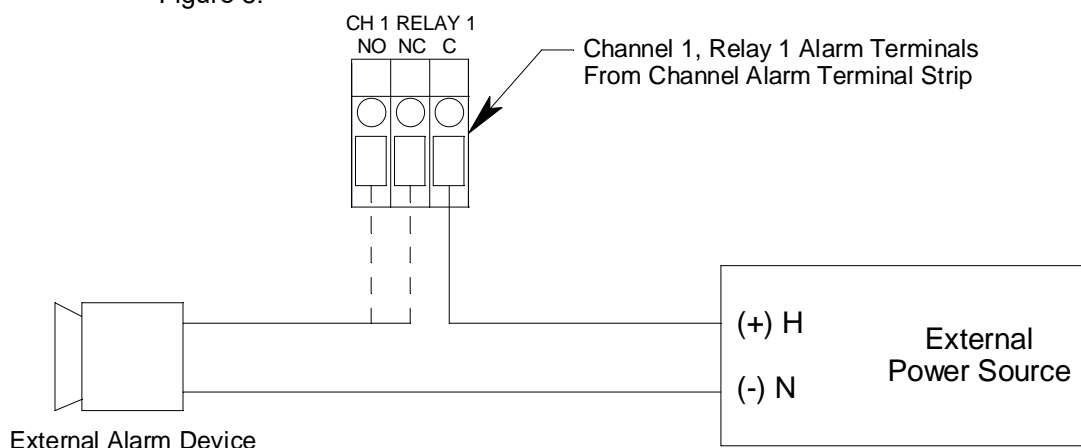 Figure
CH 1 RELAY 1
NO NC C
Channel 1, Relay 1 Alarm Terminals
From Channel Alarm Terminal Strip
(+) H
External
Power Source
(-) N
External Alarm Device